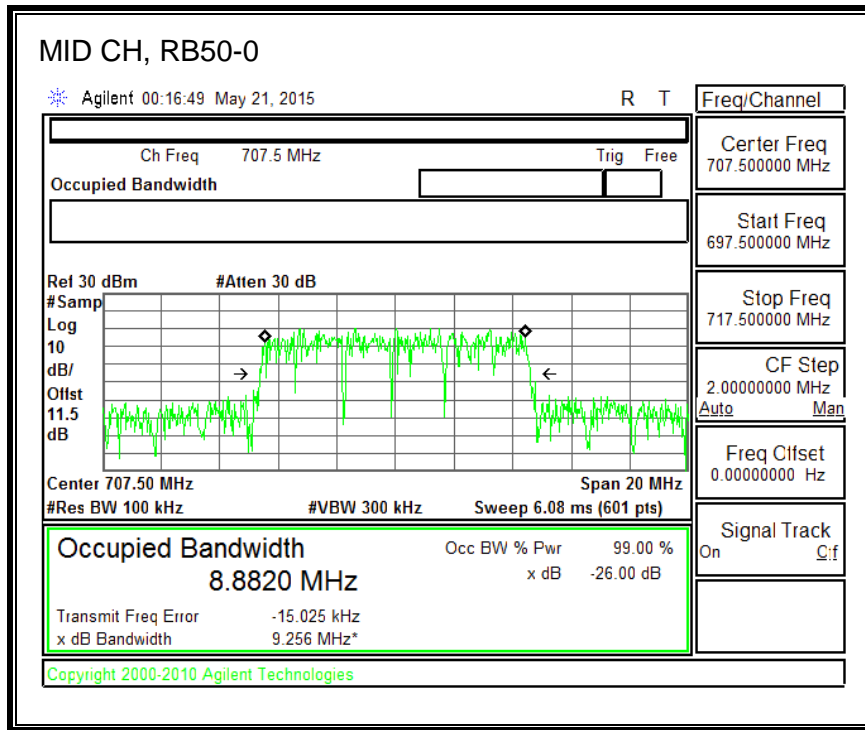 MID CH, RB50-0
Agilent 00:16:49 May 21, 2015 R T
Freq/Channel
Ch Freq 707.5 MHz Trig Free
Occupied Bandwidth
Center Freq
707.500000 MHz
Start Freq
697.500000 MHz
Stop Freq
717.500000 MHz
CF Step
2.00000000 MHz
Auto Man
Freq Offset
0.00000000 Hz
Signal Track
On Off
Ref 30 dBm #Atten 30 dB
#Samp
Log
10
dB/
Offst
11.5
dB
Center 707.50 MHz Span 20 MHz
#Res BW 100 kHz #VBW 300 kHz Sweep 6.08 ms (601 pts)
Occupied Bandwidth Occ BW % Pwr 99.00 %
8.8820 MHz x dB -26.00 dB
Transmit Freq Error -15.025 kHz
x dB Bandwidth 9.256 MHz*
Copyright 2000-2010 Agilent Technologies